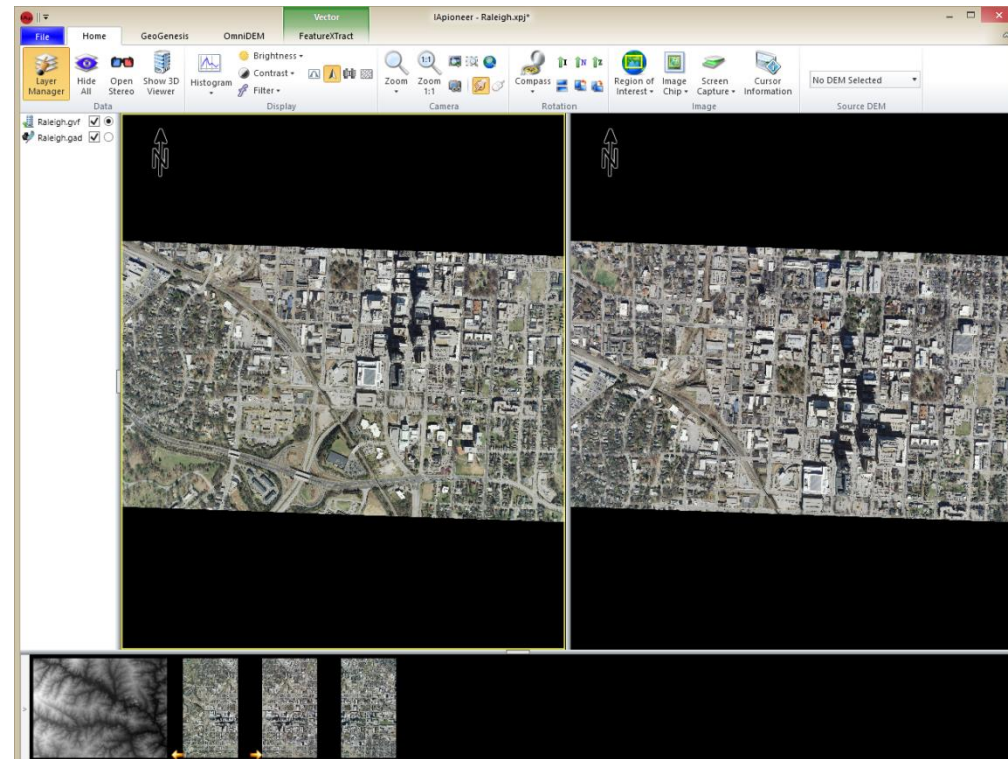 Vector
IApioneer - Raleigh.xpj*
File Home GeoGenesis OmniDEM FeatureXTract
Layer Manager
Hide All
Open Stereo
Show 3D Viewer
Data
Histogram
Brightness
Contrast
Filter
Display
Zoom
1:1
Zoom 1:1
Camera
Compass
Rotation
Region of Interest
Image Chip
Screen Capture
Cursor Information
Image
No DEM Selected
Source DEM
Raleigh.gvf
Raleigh.gad
N
N